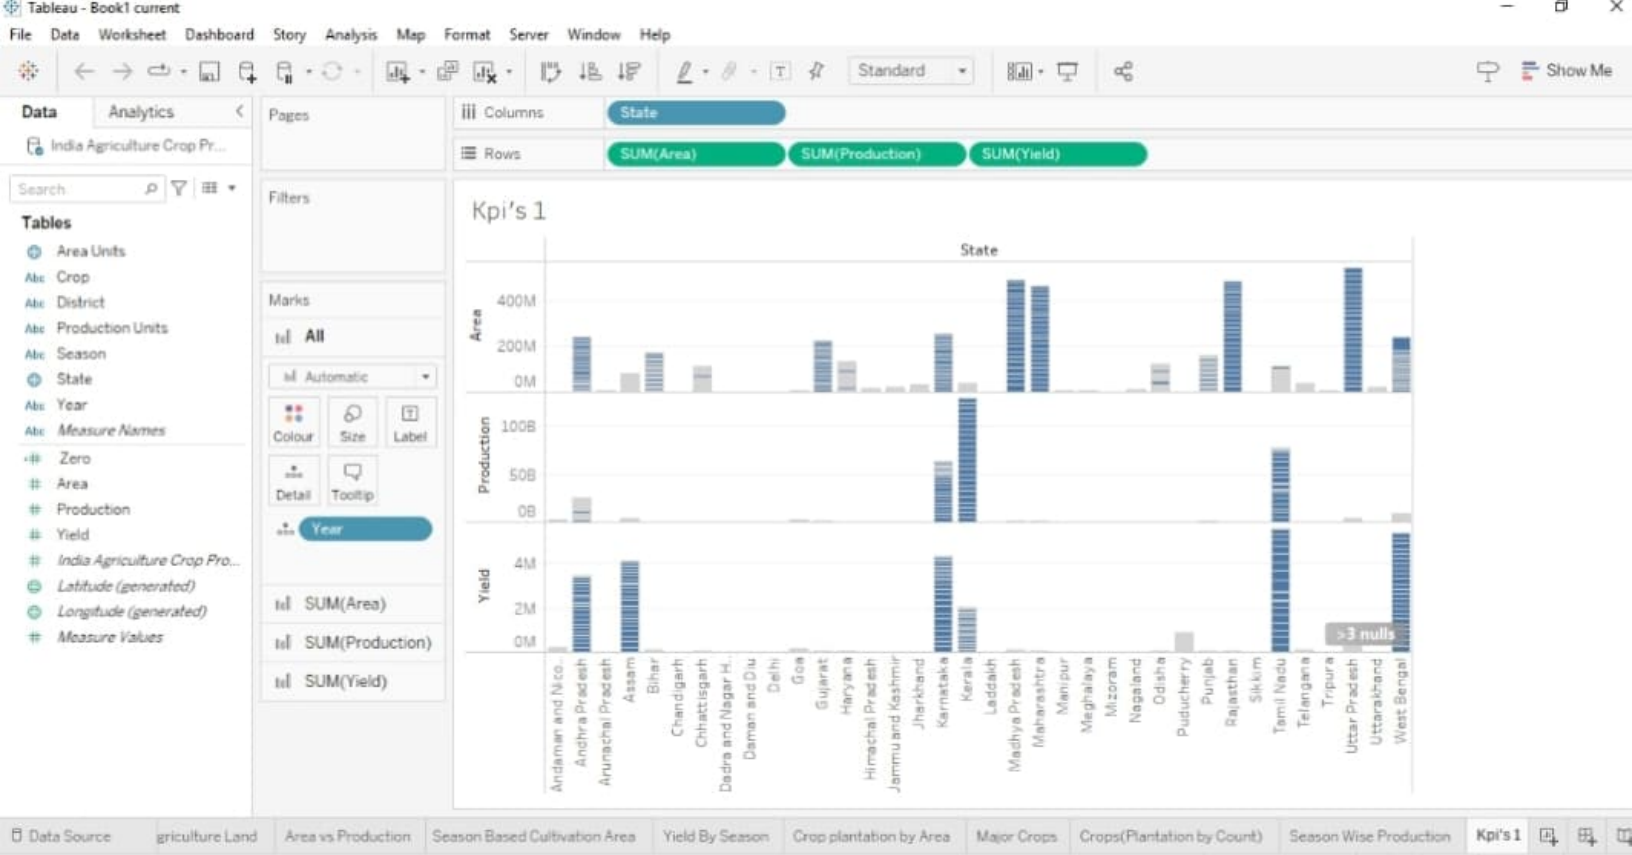 Tableau - Book1 current
File Data Worksheet Dashboard Story Analysis Map Format Server Window Help
Standard
Show Me
Data Analytics
India Agriculture Crop Pr...
Search
Tables
Area Units
Abc Crop
Abc District
Abc Production Units
Abc Season
State
Abc Year
Abc Measure Names
Zero
Area
Production
Yield
India Agriculture Crop Pro...
Latitude (generated)
Longitude (generated)
Measure Values
Pages
Filters
Marks
All
Automatic
Colour Size Label
Detail Tooltip
Year
SUM(Area)
SUM(Production)
SUM(Yield)
Columns State
Rows SUM(Area) SUM(Production) SUM(Yield)
Kpi's 1
State
Area
400M
200M
0M
Production
100B
50B
0B
Yield
4M
2M
0M
>3 nulls
Andaman and Nico..
Andhra Pradesh
Arunachal Pradesh
Assam
Bihar
Chandigarh
Chhattisgarh
Dadra and Nagar H..
Daman and Diu
Delhi
Goa
Gujarat
Haryana
Himachal Pradesh
Jammu and Kashmir
Jharkhand
Karnataka
Kerala
Laddakh
Madhya Pradesh
Maharashtra
Manipur
Meghalaya
Mizoram
Nagaland
Odisha
Puducherry
Punjab
Rajasthan
Sikkim
Tamil Nadu
Telangana
Tripura
Uttar Pradesh
Uttarakhand
West Bengal
Data Source griculture Land Area vs Production Season Based Cultivation Area Yield By Season Crop plantation by Area Major Crops Crops(Plantation by Count) Season Wise Production Kpi's 1